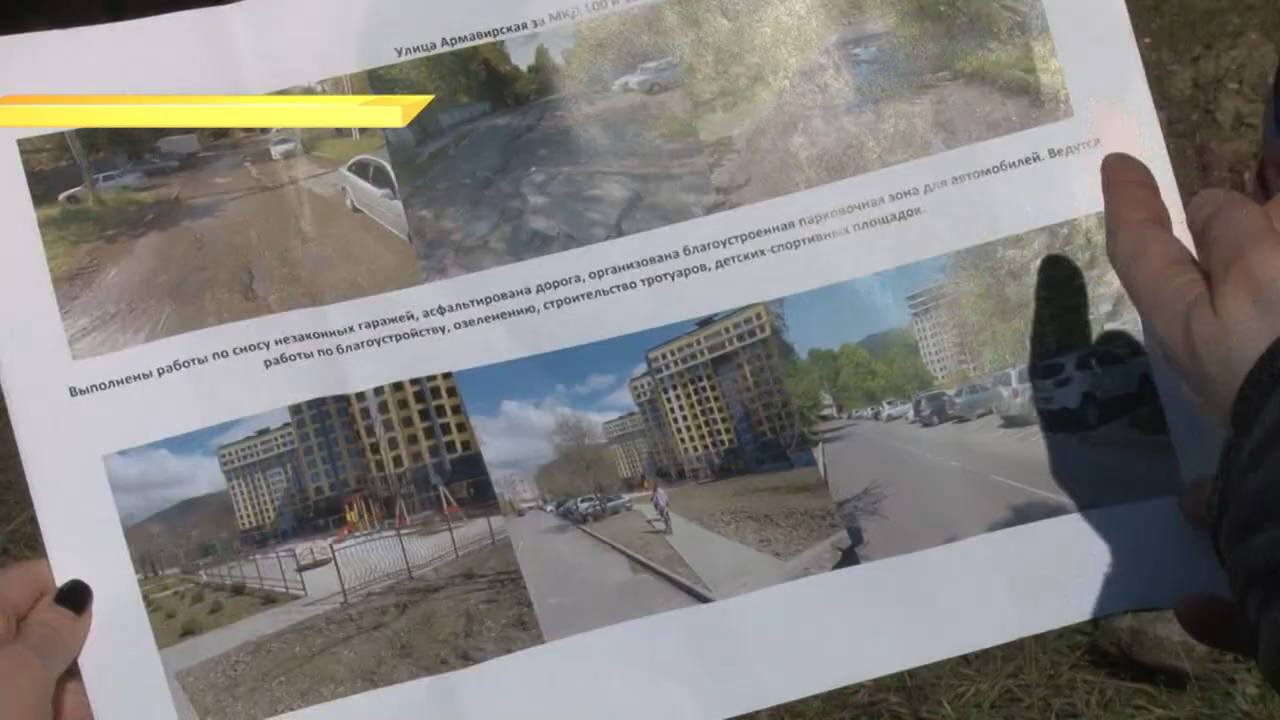 Улица Армавирская за МКД 100 и
Выполнены работы по сносу незаконных гаражей, асфальтирована дорога, организована благоустроенная парковочная зона для автомобилей. Ведутся
работы по благоустройству, озеленению, строительство тротуаров, детских-спортивных площадок.